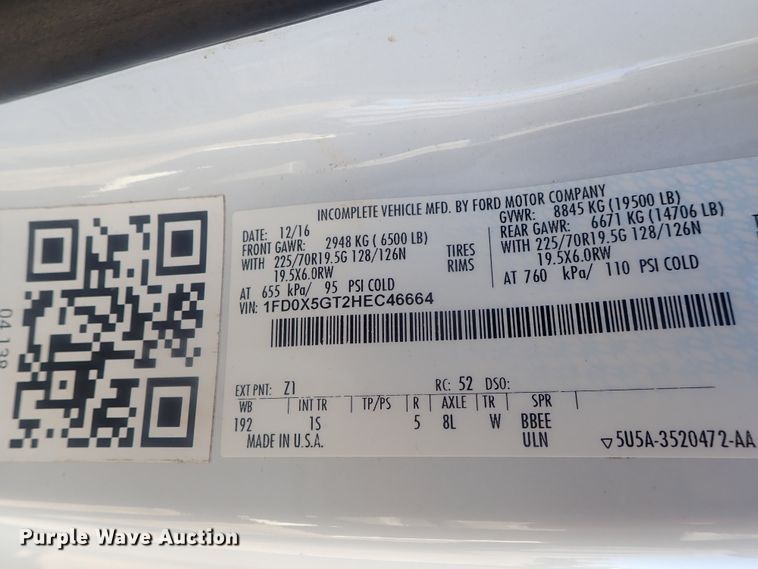 INCOMPLETE VEHICLE MFD. BY FORD MOTOR COMPANY
DATE: 12/16 GVWR: 8845 KG (19500 LB)
FRONT GAWR: 2948 KG ( 6500 LB) REAR GAWR: 6671 KG (14706 LB)
WITH 225/70R19.5G 128/126N TIRES WITH 225/70R19.5G 128/126N
19.5X6.0RW RIMS 19.5X6.0RW
AT 655 kPa/ 95 PSI COLD AT 760 kPa/ 110 PSI COLD
VIN: 1FD0X5GT2HEC46664
EXT PNT: Z1 RC: 52 DSO:
WB INT TR TP/PS R AXLE TR SPR
192 1S 5 8L W BBEE
MADE IN U.S.A. ULN ▽5U5A-3520472-AA
04 138
Purple Wave Auction